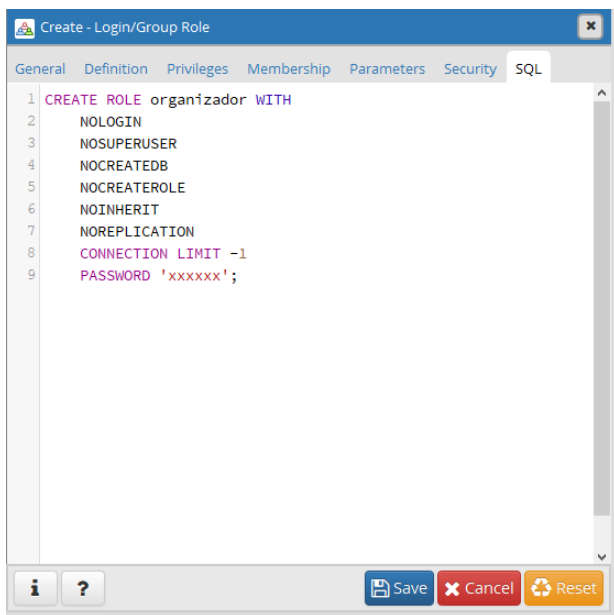 Create - Login/Group Role
General Definition Privileges Membership Parameters Security SQL
1 CREATE ROLE organizador WITH
2 NOLOGIN
3 NOSUPERUSER
4 NOCREATEDB
5 NOCREATEROLE
6 NOINHERIT
7 NOREPLICATION
8 CONNECTION LIMIT -1
9 PASSWORD 'xxxxxx';
i ? Save Cancel Reset